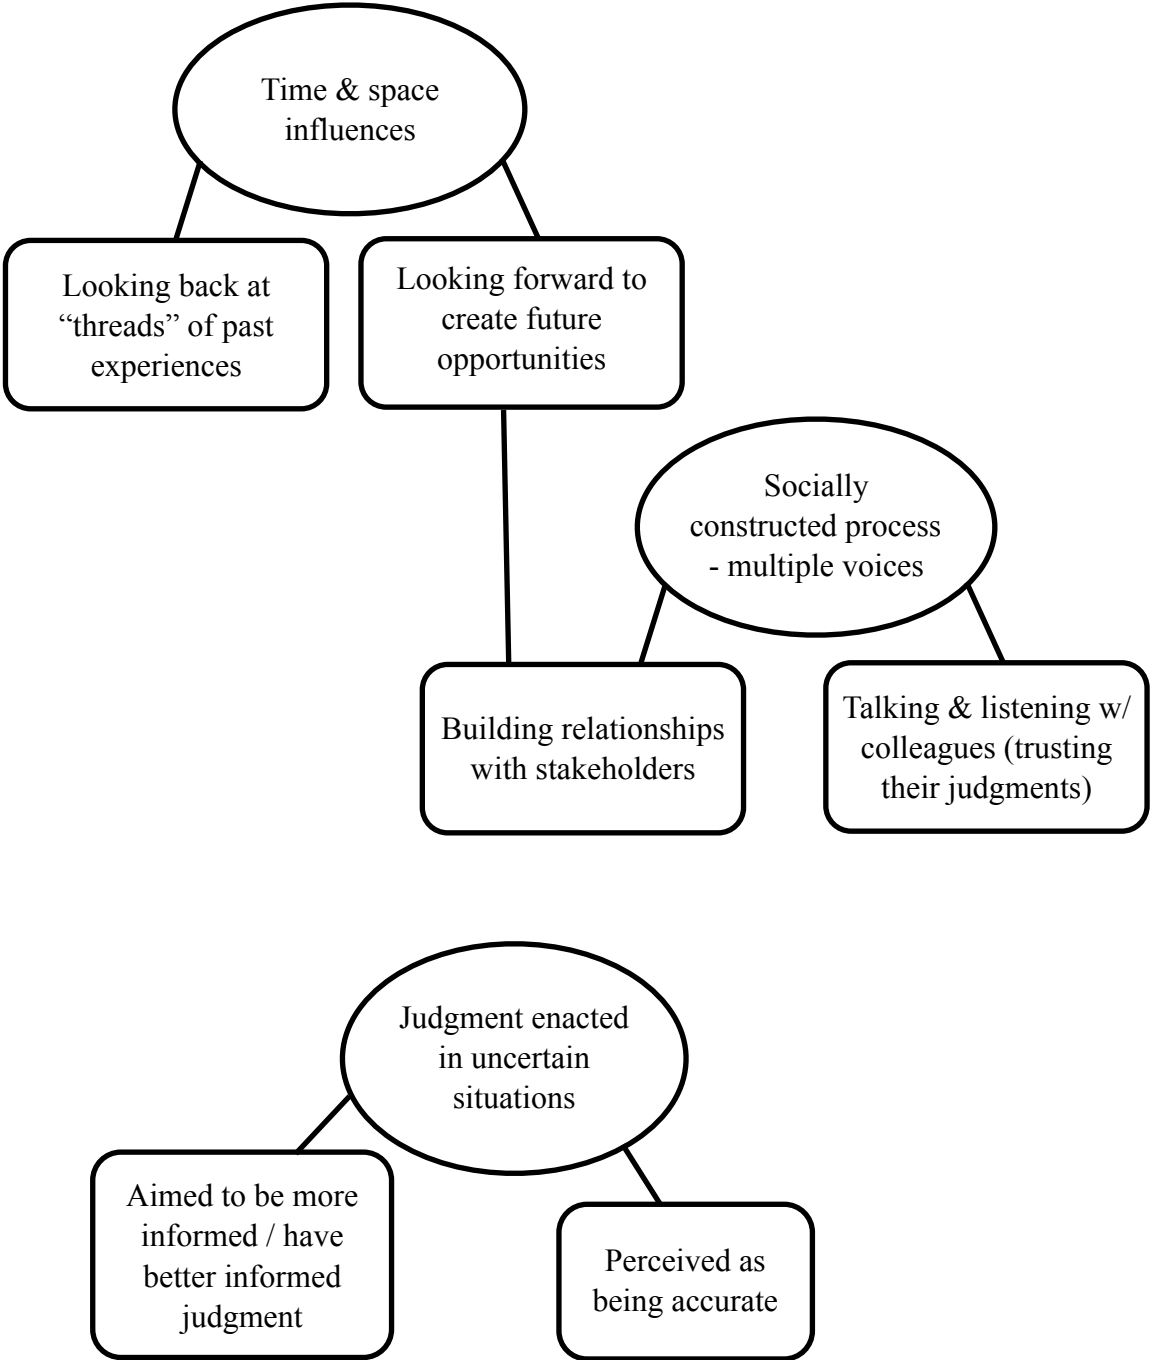 Time & space
influences
Looking back at
“threads” of past
experiences
Looking forward to
create future
opportunities
Socially
constructed process
- multiple voices
Building relationships
with stakeholders
Talking & listening w/
colleagues (trusting
their judgments)
Judgment enacted
in uncertain
situations
Aimed to be more
informed / have
better informed
judgment
Perceived as
being accurate